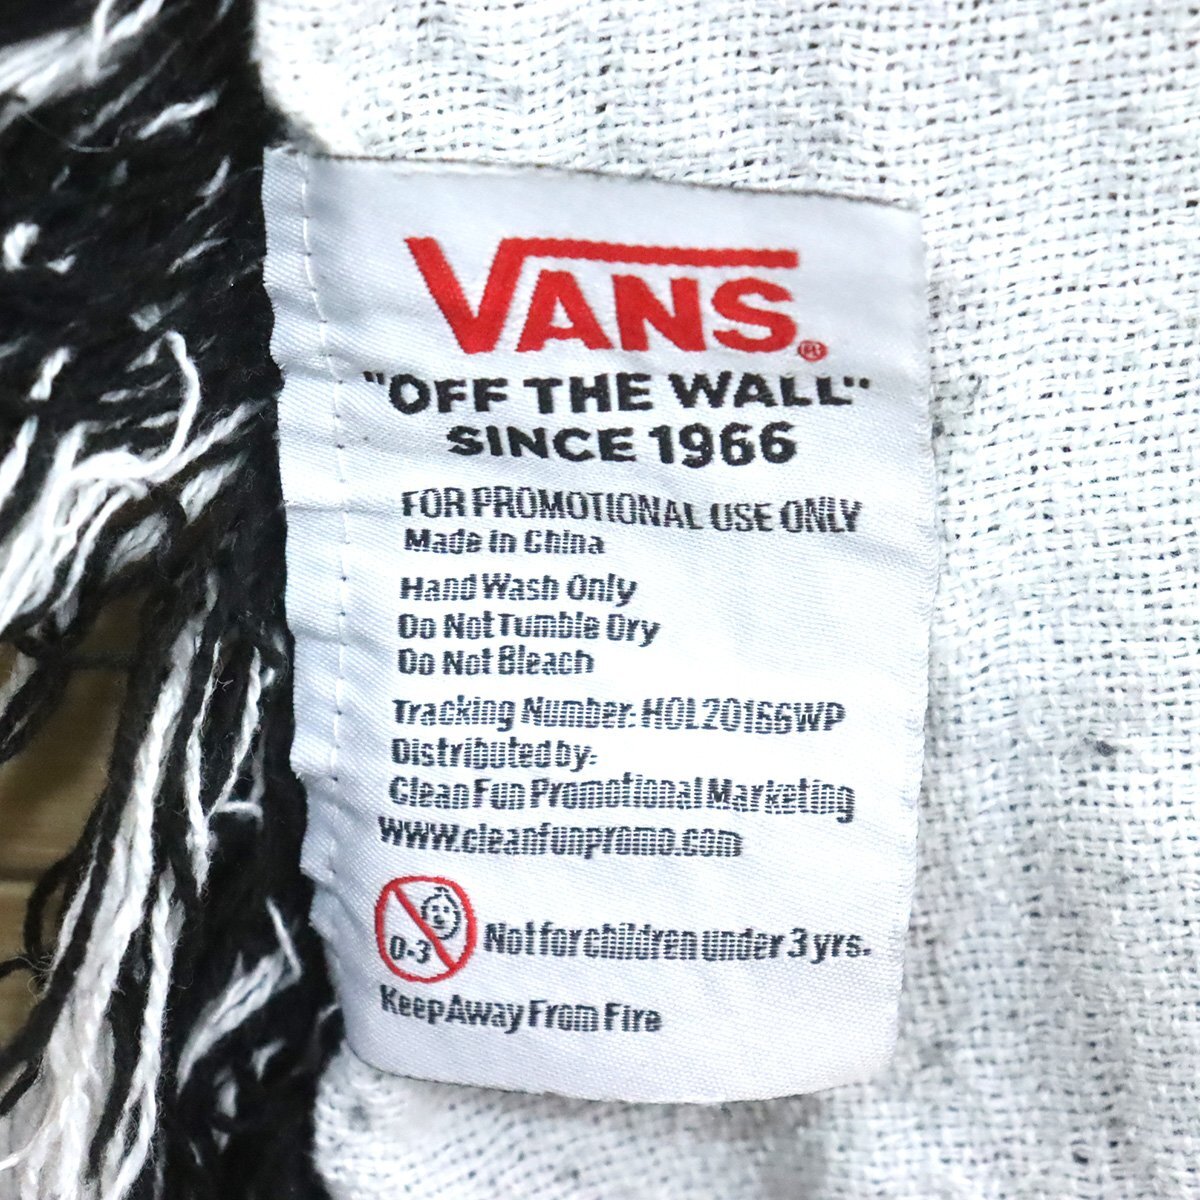 VANS®
"OFF THE WALL"
SINCE 1966
FOR PROMOTIONAL USE ONLY
Made in China
Hand Wash Only
Do Not Tumble Dry
Do Not Bleach
Tracking Number: HOL20166WP
Distributed by:
Clean Fun Promotional Marketing
www.cleanfunpromo.com
0-3
Not for children under 3 yrs.
Keep Away From Fire